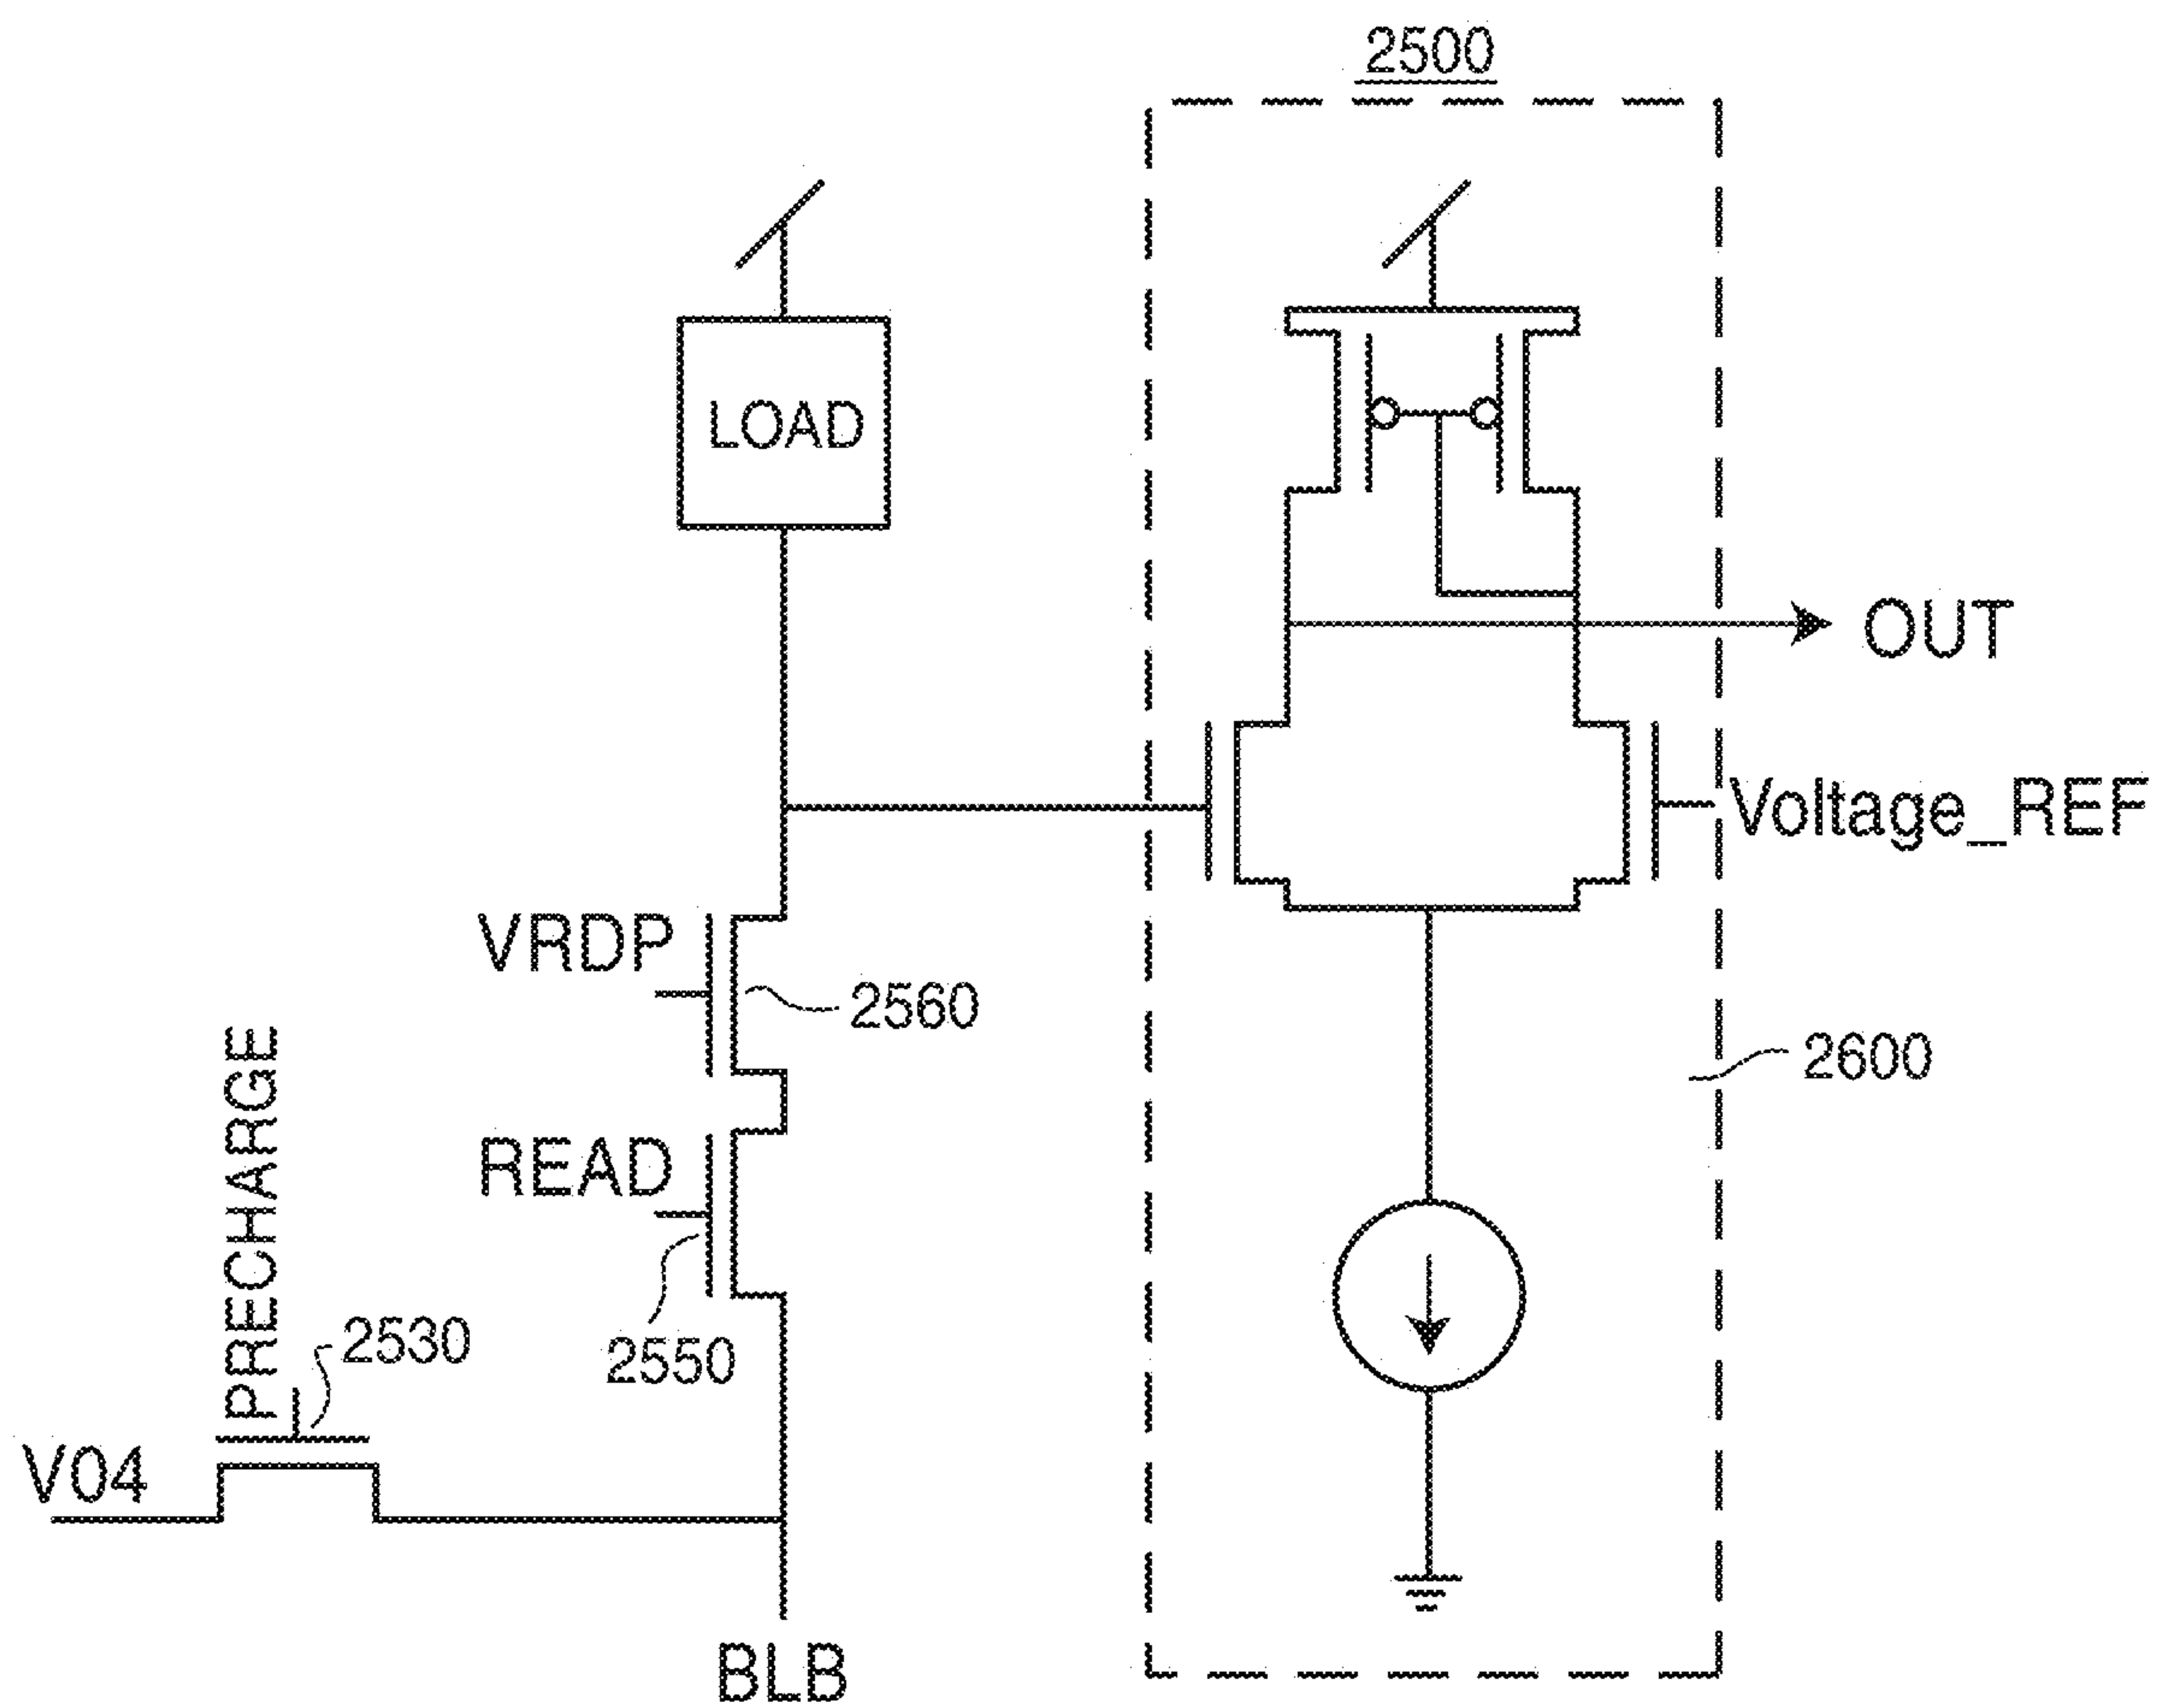 2500
LOAD
OUT
Voltage_REF
VRDP
2560
2600
PRECHARGE
READ
2530
2550
V04
BLB